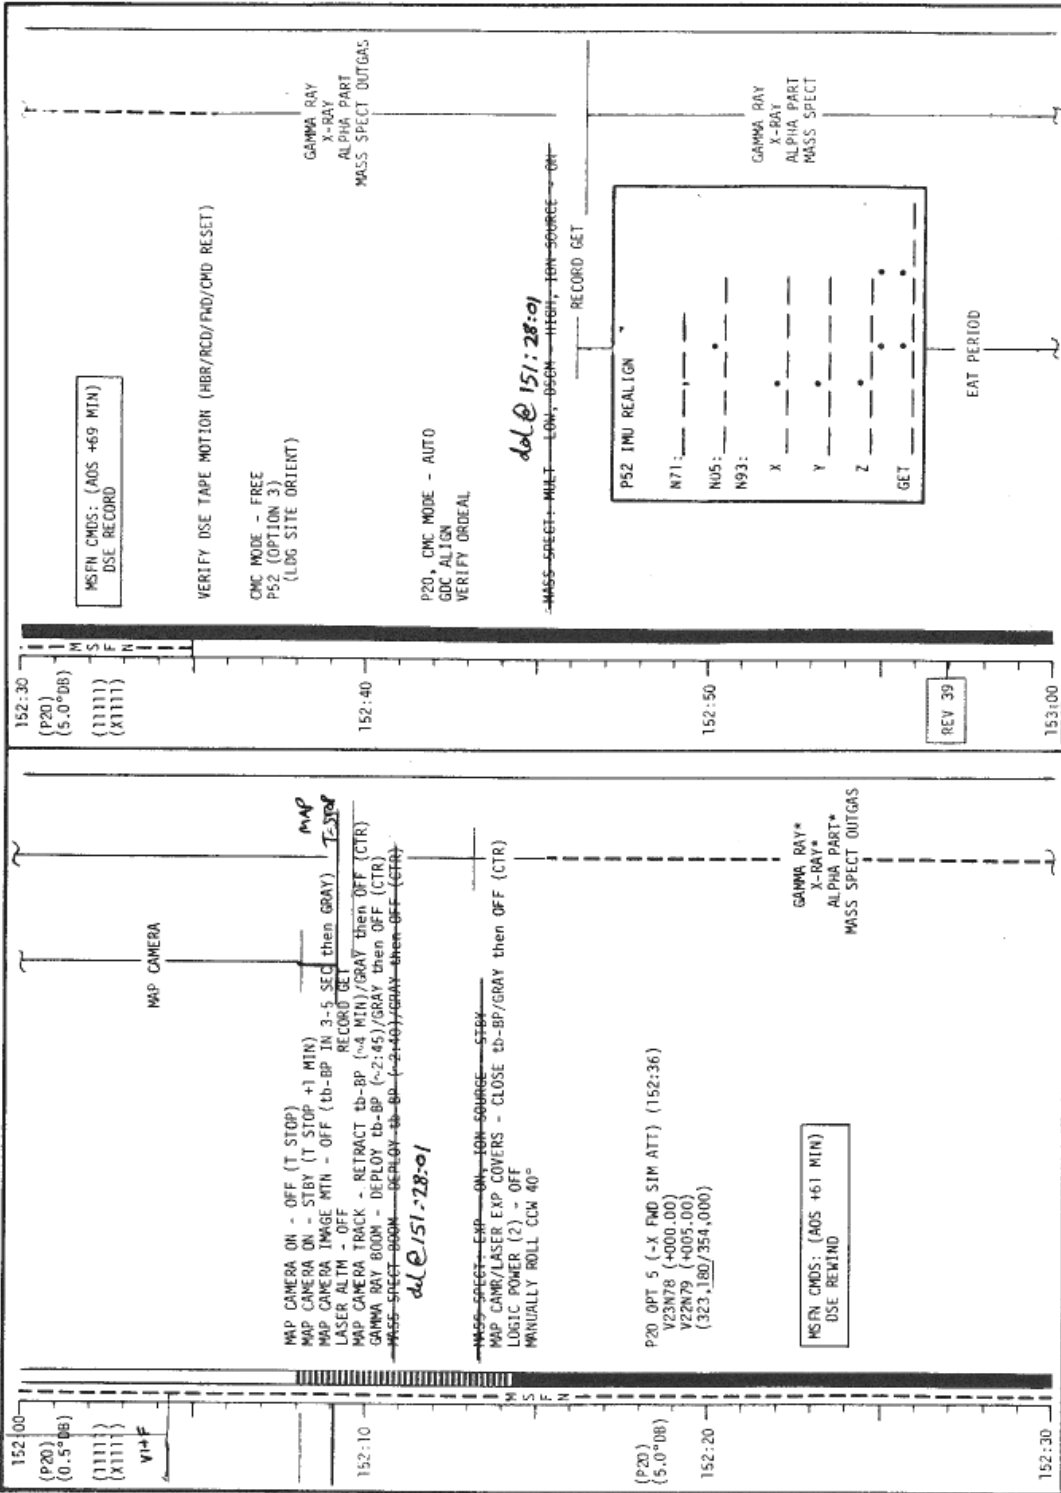 152:00
(P20)
(0.5°DB)
(11111)
(X1111)
V1+F
152:10
(P20)
(5.0°DB)
152:20
152:30
M
S
F
N
MAP CAMERA
MAP CAMERA ON - OFF (T STOP)
MAP CAMERA ON - STBY (T STOP +1 MIN)
MAP CAMERA IMAGE MTN - OFF (tb-BP IN 3-5 SEC then GRAY)
MAP
T-STOP
LASER ALTM - OFF
RECORD GET
MAP CAMERA TRACK - RETRACT tb-BP (~4 MIN)/GRAY then OFF (CTR)
GAMMA RAY BOOM - DEPLOY tb-BP (~2:45)/GRAY then OFF (CTR)
MASS SPECT BOOM - DEPLOY tb-BP (~2:40)/GRAY then OFF (CTR)
del @ 151:28:01
MASS SPECT: EXP - ON, ION SOURCE - STBY
MAP CAMR/LASER EXP COVERS - CLOSE tb-BP/GRAY then OFF (CTR)
LOGIC POWER (2) - OFF
MANUALLY ROLL CCW 40°
P20 OPT 5 (-X FWD SIM ATT) (152:36)
V23N78 (+000.00)
V22N79 (+005.00)
(323,180/354,000)
MSFN CMDS: (AOS +61 MIN)
DSE REWIND
GAMMA RAY*
X-RAY*
ALPHA PART*
MASS SPECT OUTGAS
152:30
(P20)
(5.0°DB)
(11111)
(X1111)
152:40
152:50
REV 39
153:00
M
S
F
N
MSFN CMDS: (AOS +69 MIN)
DSE RECORD
VERIFY DSE TAPE MOTION (HBR/RCD/FWD/CMD RESET)
CMC MODE - FREE
P52 (OPTION 3)
(LDG SITE ORIENT)
GAMMA RAY
X-RAY
ALPHA PART
MASS SPECT OUTGAS
P20, CMC MODE - AUTO
GDC ALIGN
VERIFY ORDEAL
del @ 151:28:01
MASS SPECT: MULT - LOW, DSCM - HIGH, ION SOURCE - ON
RECORD GET
P52 IMU REALIGN
N71:
N05:
N93:
X
Y
Z
GET
GAMMA RAY
X-RAY
ALPHA PART
MASS SPECT
EAT PERIOD